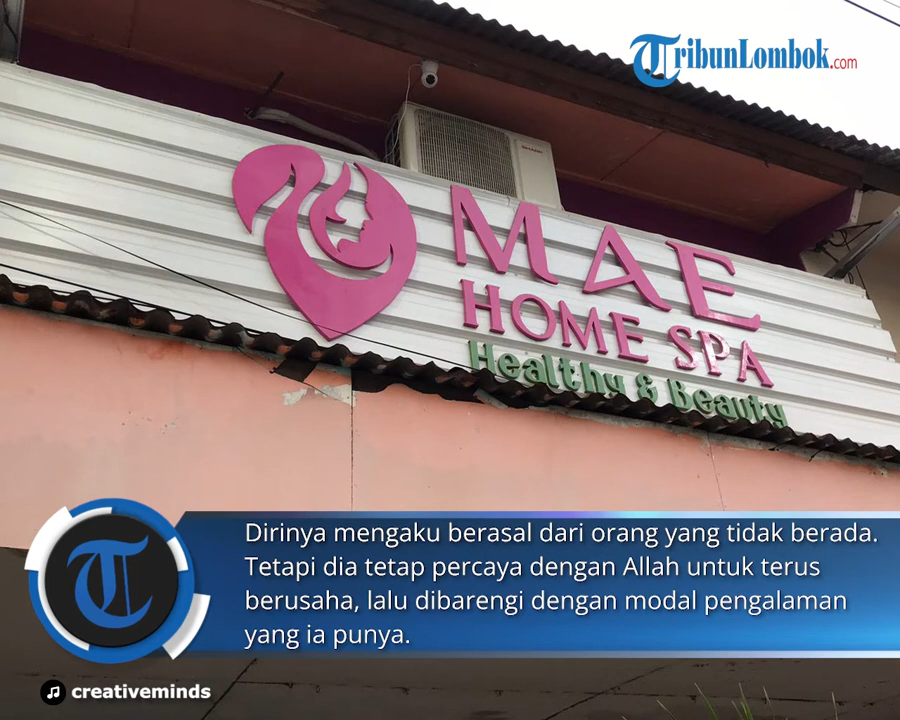 TribunLombok.com
SHARP
MAE
HOME SPA
Healthy & Beauty
Dirinya mengaku berasal dari orang yang tidak berada.
Tetapi dia tetap percaya dengan Allah untuk terus
berusaha, lalu dibarengi dengan modal pengalaman
yang ia punya.
T
creativeminds